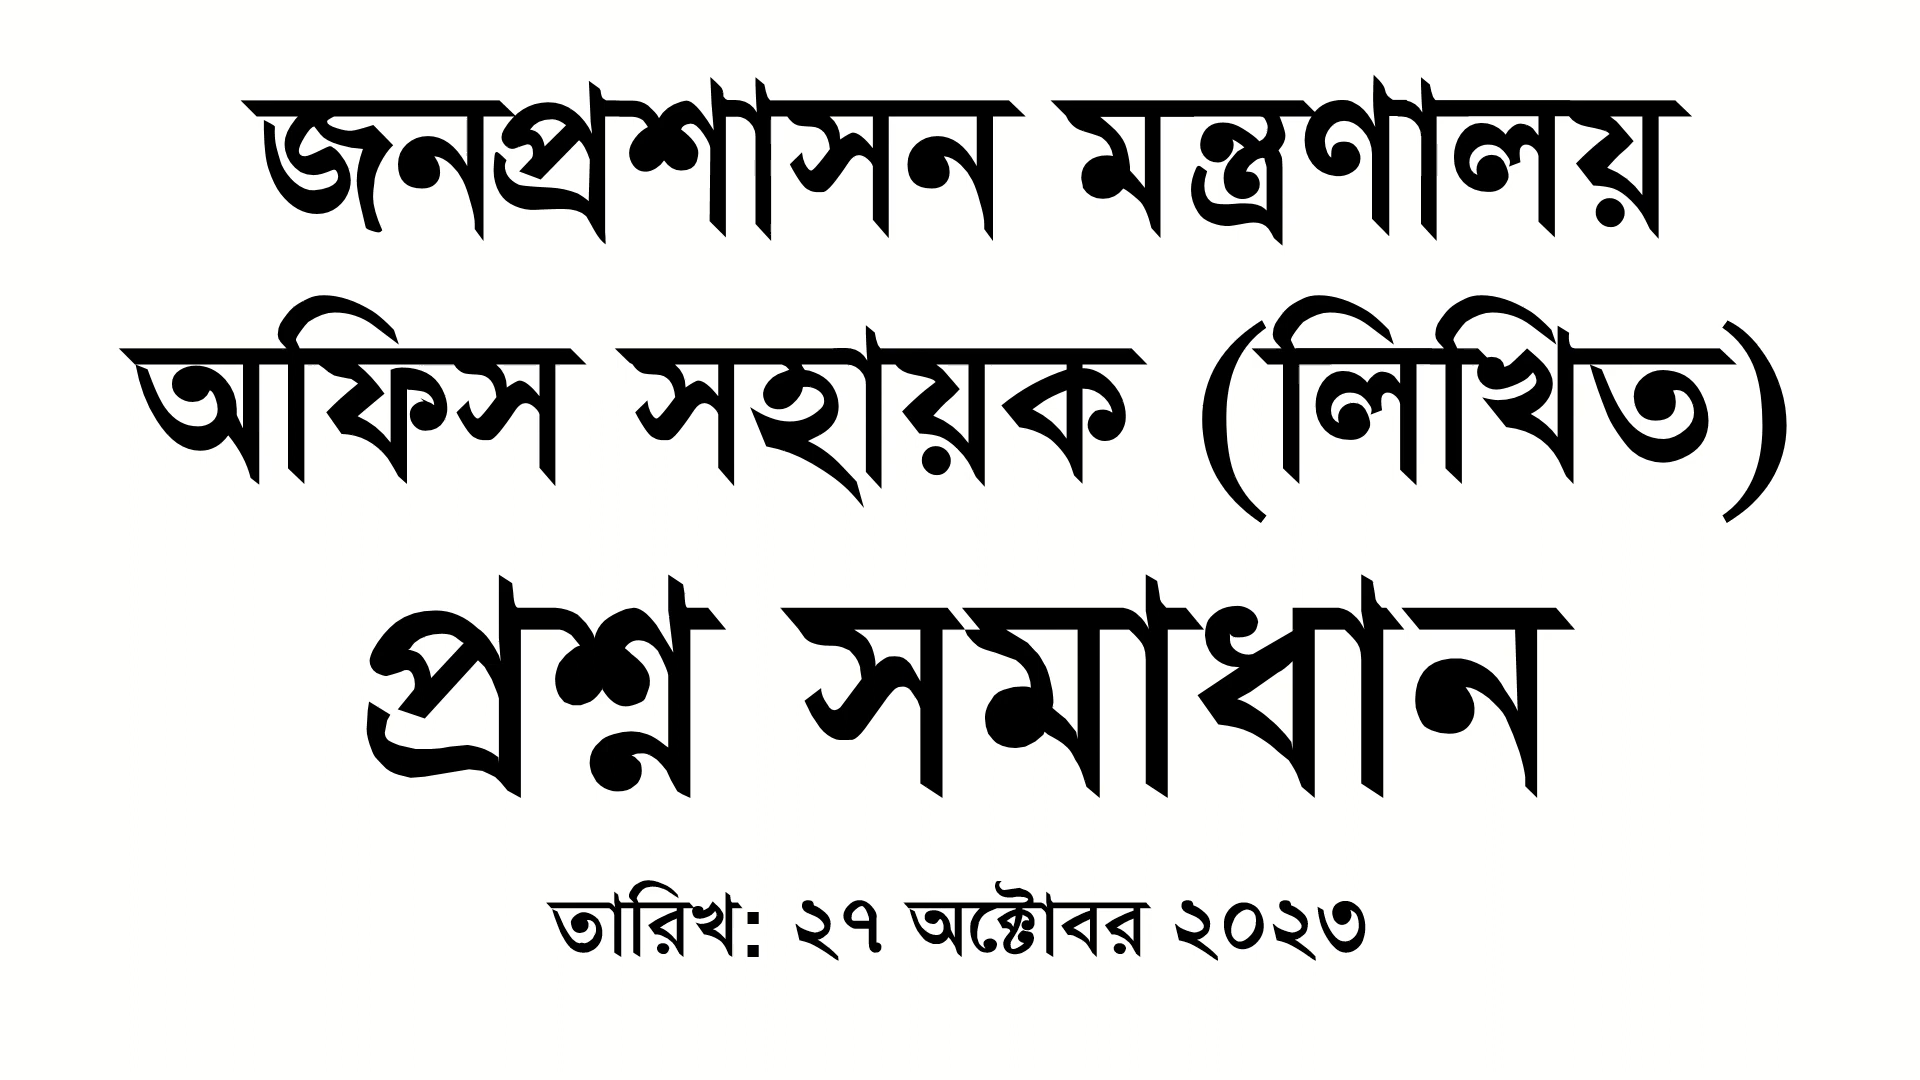 জনপ্রশাসন মন্ত্রণালয়
অফিস সহায়ক (লিখিত)
প্রশ্ন সমাধান
তারিখ: ২৭ অক্টোবর ২০২৩